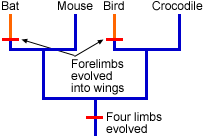 Bat Mouse Bird Crocodile
Forelimbs
evolved
into wings
Four limbs
evolved